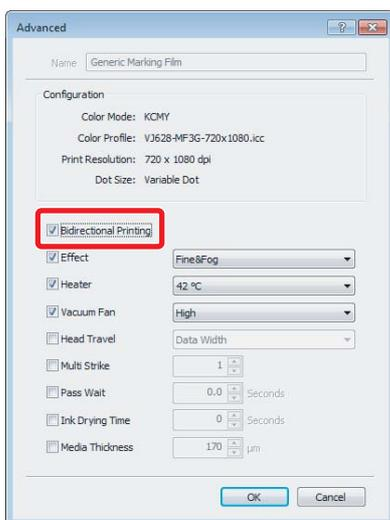 Advanced
Name Generic Marking Film
Configuration
Color Mode: KCMY
Color Profile: VJ628-MF3G-720x1080.icc
Print Resolution: 720 x 1080 dpi
Dot Size: Variable Dot
Bidirectional Printing
Effect Fine&Fog
Heater 42 °C
Vacuum Fan High
Head Travel Data Width
Multi Strike 1
Pass Wait 0.0 Seconds
Ink Drying Time 0 Seconds
Media Thickness 170 µm
OK Cancel